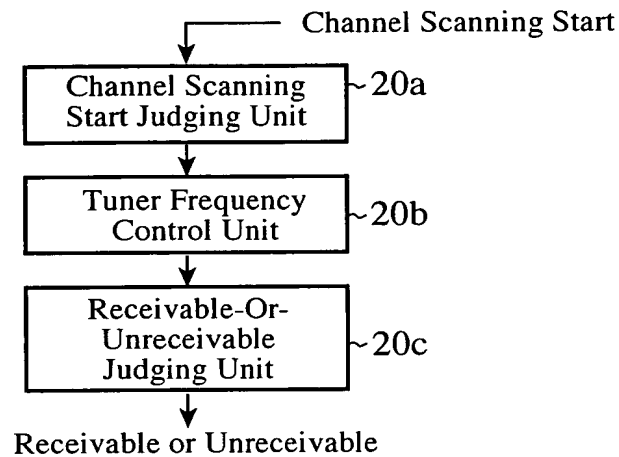 Channel Scanning Start
Channel Scanning
Start Judging Unit
20a
Tuner Frequency
Control Unit
20b
Receivable-Or-
Unreceivable
Judging Unit
20c
Receivable or Unreceivable